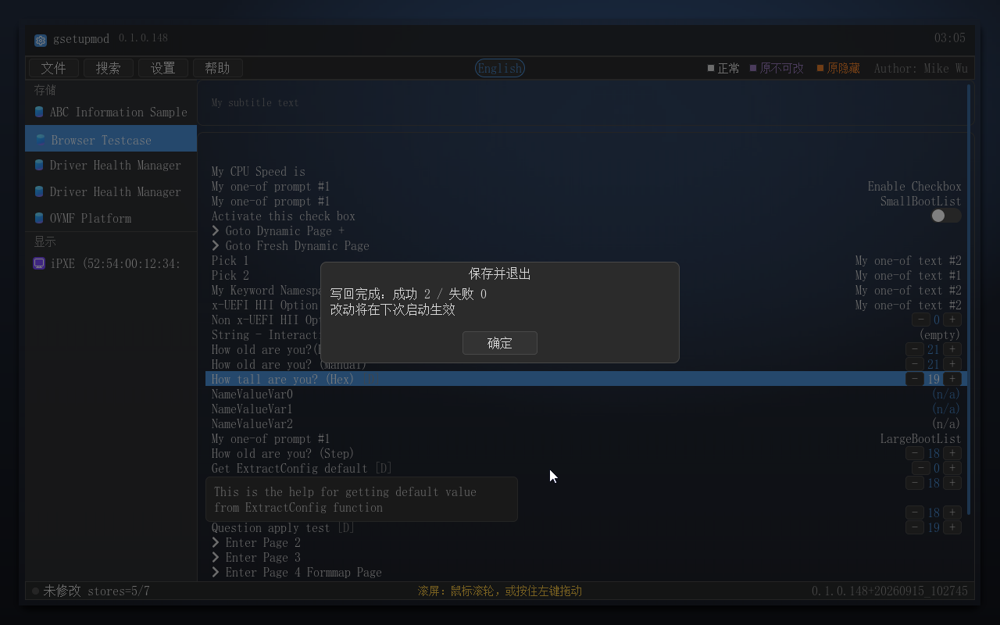 gsetupmod 0.1.0.148 03:05
文件 搜索 设置 帮助 English 正常 原不可改 原隐藏 Author: Mike Wu
存储
ABC Information Sample
Browser Testcase
Driver Health Manager
Driver Health Manager
OVMF Platform
显示
iPXE (52:54:00:12:34:
My subtitle text
My CPU Speed is
My one-of prompt #1 Enable Checkbox
My one-of prompt #1 SmallBootList
Activate this check box
Goto Dynamic Page +
Goto Fresh Dynamic Page
Pick 1 My one-of text #2
Pick 2 My one-of text #1
My Keyword Namesp My one-of text #2
x-UEFI HII Option My one-of text #2
Non x-UEFI HII Op − 0 +
String - Interact (empty)
How old are you?( − 21 +
How old are you? (Manual) − 21 +
How tall are you? (Hex) − 19 +
NameValueVar0 (n/a)
NameValueVar1 (n/a)
NameValueVar2 (n/a)
My one-of prompt #1 LargeBootList
How old are you? (Step) − 18 +
Get ExtractConfig default [D] − 0 +
− 18 +
This is the help for getting default value
from ExtractConfig function
− 18 +
Question apply test [D] − 19 +
Enter Page 2
Enter Page 3
Enter Page 4 Formmap Page
保存并退出
写回完成: 成功 2 / 失败 0
改动将在下次启动生效
确定
未修改 stores=5/7 滚屏: 鼠标滚轮, 或按住左键拖动 0.1.0.148+20260915_102745